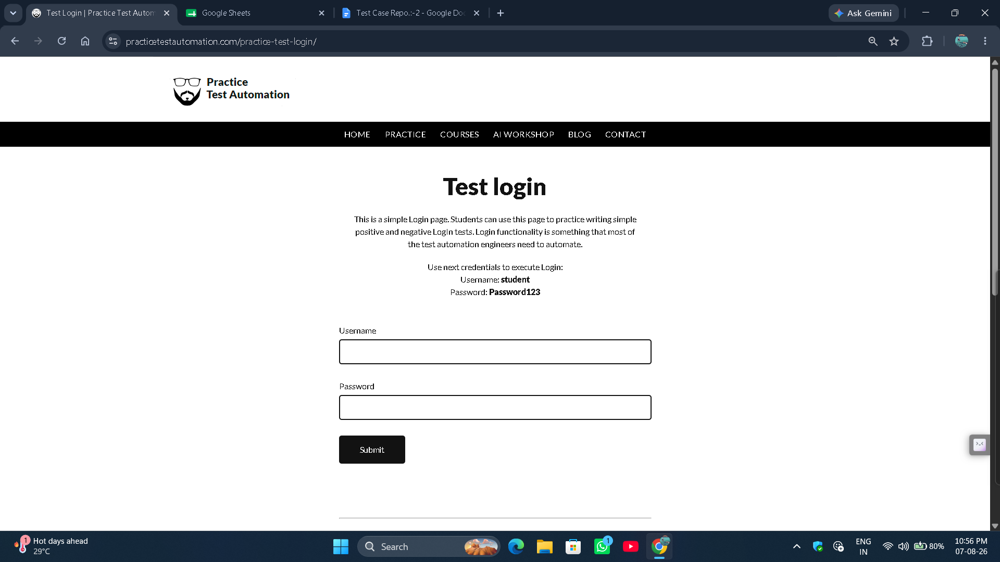 Test Login | Practice Test Autom
Google Sheets
Test Case Repo.:-2 - Google Doc
Ask Gemini
practicetestautomation.com/practice-test-login/
Practice
Test Automation
HOME PRACTICE COURSES AI WORKSHOP BLOG CONTACT
Test login
This is a simple Login page. Students can use this page to practice writing simple
positive and negative LogIn tests. Login functionality is something that most of
the test automation engineers need to automate.
Use next credentials to execute Login:
Username: student
Password: Password123
Username
Password
Submit
1
Hot days ahead
29°C
Search
1
ENG
IN
80%
10:56 PM
07-08-26